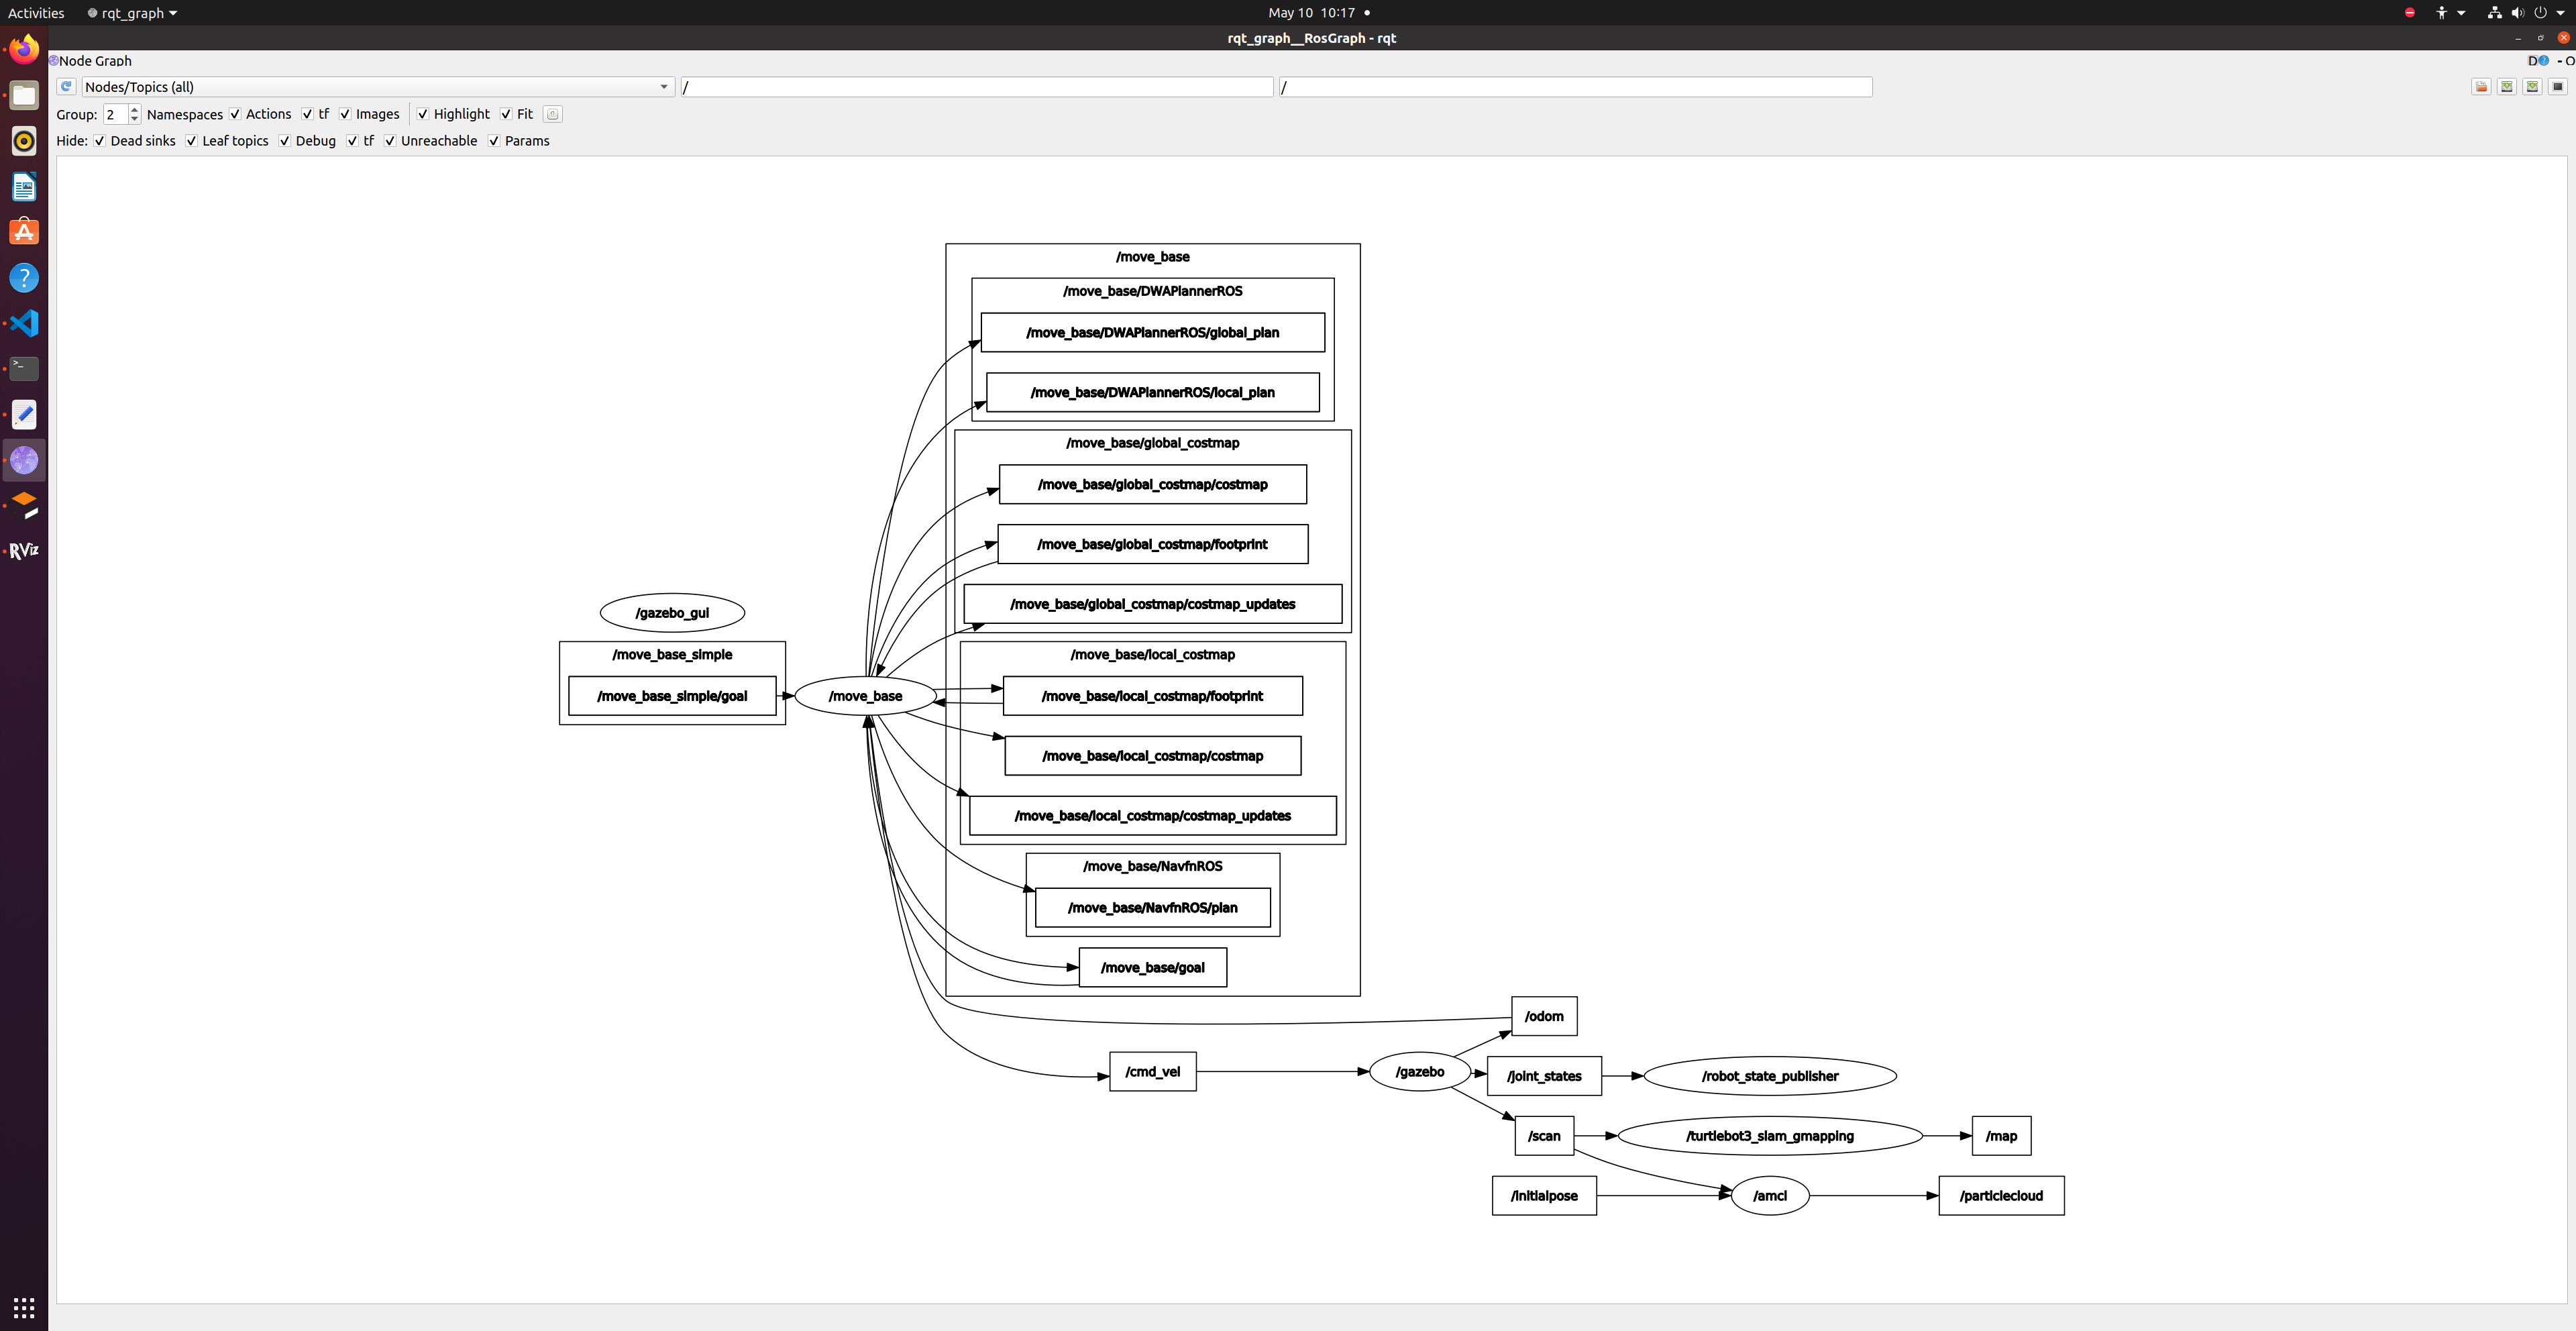 Activities rqt_graph May 10 10:17
rqt_graph__RosGraph - rqt
Node Graph D? - O
Nodes/Topics (all) / /
Group: 2 Namespaces Actions tf Images Highlight Fit
Hide: Dead sinks Leaf topics Debug tf Unreachable Params
/move_base
/move_base/DWAPlannerROS
/move_base/DWAPlannerROS/global_plan
/move_base/DWAPlannerROS/local_plan
/move_base/global_costmap
/move_base/global_costmap/costmap
/move_base/global_costmap/footprint
/move_base/global_costmap/costmap_updates
/gazebo_gui
/move_base_simple
/move_base_simple/goal
/move_base
/move_base/local_costmap
/move_base/local_costmap/footprint
/move_base/local_costmap/costmap
/move_base/local_costmap/costmap_updates
/move_base/NavfnROS
/move_base/NavfnROS/plan
/move_base/goal
/odom
/cmd_vel
/gazebo
/joint_states
/robot_state_publisher
/scan
/turtlebot3_slam_gmapping
/map
/initialpose
/amcl
/particlecloud
?
>_
RViz